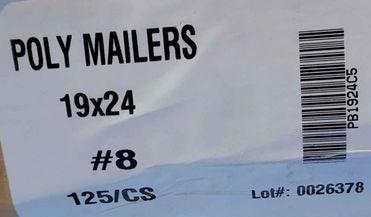 POLY MAILERS
19x24
#8
125/CS
PB1924C5
Lot#: 0026378